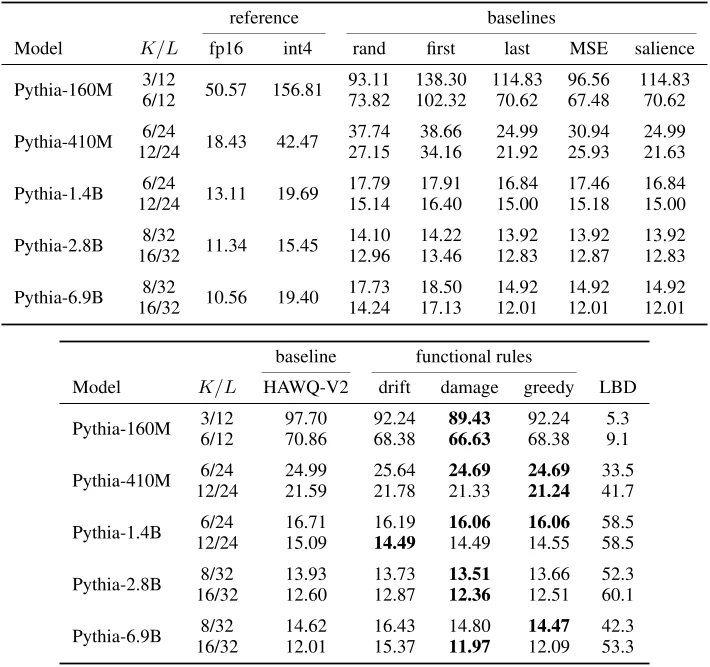 reference baselines
Model K/L fp16 int4 rand first last MSE salience
Pythia-160M 3/12 50.57 156.81 93.11 138.30 114.83 96.56 114.83
6/12 73.82 102.32 70.62 67.48 70.62
Pythia-410M 6/24 18.43 42.47 37.74 38.66 24.99 30.94 24.99
12/24 27.15 34.16 21.92 25.93 21.63
Pythia-1.4B 6/24 13.11 19.69 17.79 17.91 16.84 17.46 16.84
12/24 15.14 16.40 15.00 15.18 15.00
Pythia-2.8B 8/32 11.34 15.45 14.10 14.22 13.92 13.92 13.92
16/32 12.96 13.46 12.83 12.87 12.83
Pythia-6.9B 8/32 10.56 19.40 17.73 18.50 14.92 14.92 14.92
16/32 14.24 17.13 12.01 12.01 12.01
baseline functional rules
Model K/L HAWQ-V2 drift damage greedy LBD
Pythia-160M 3/12 97.70 92.24 89.43 92.24 5.3
6/12 70.86 68.38 66.63 68.38 9.1
Pythia-410M 6/24 24.99 25.64 24.69 24.69 33.5
12/24 21.59 21.78 21.33 21.24 41.7
Pythia-1.4B 6/24 16.71 16.19 16.06 16.06 58.5
12/24 15.09 14.49 14.49 14.55 58.5
Pythia-2.8B 8/32 13.93 13.73 13.51 13.66 52.3
16/32 12.60 12.87 12.36 12.51 60.1
Pythia-6.9B 8/32 14.62 16.43 14.80 14.47 42.3
16/32 12.01 15.37 11.97 12.09 53.3